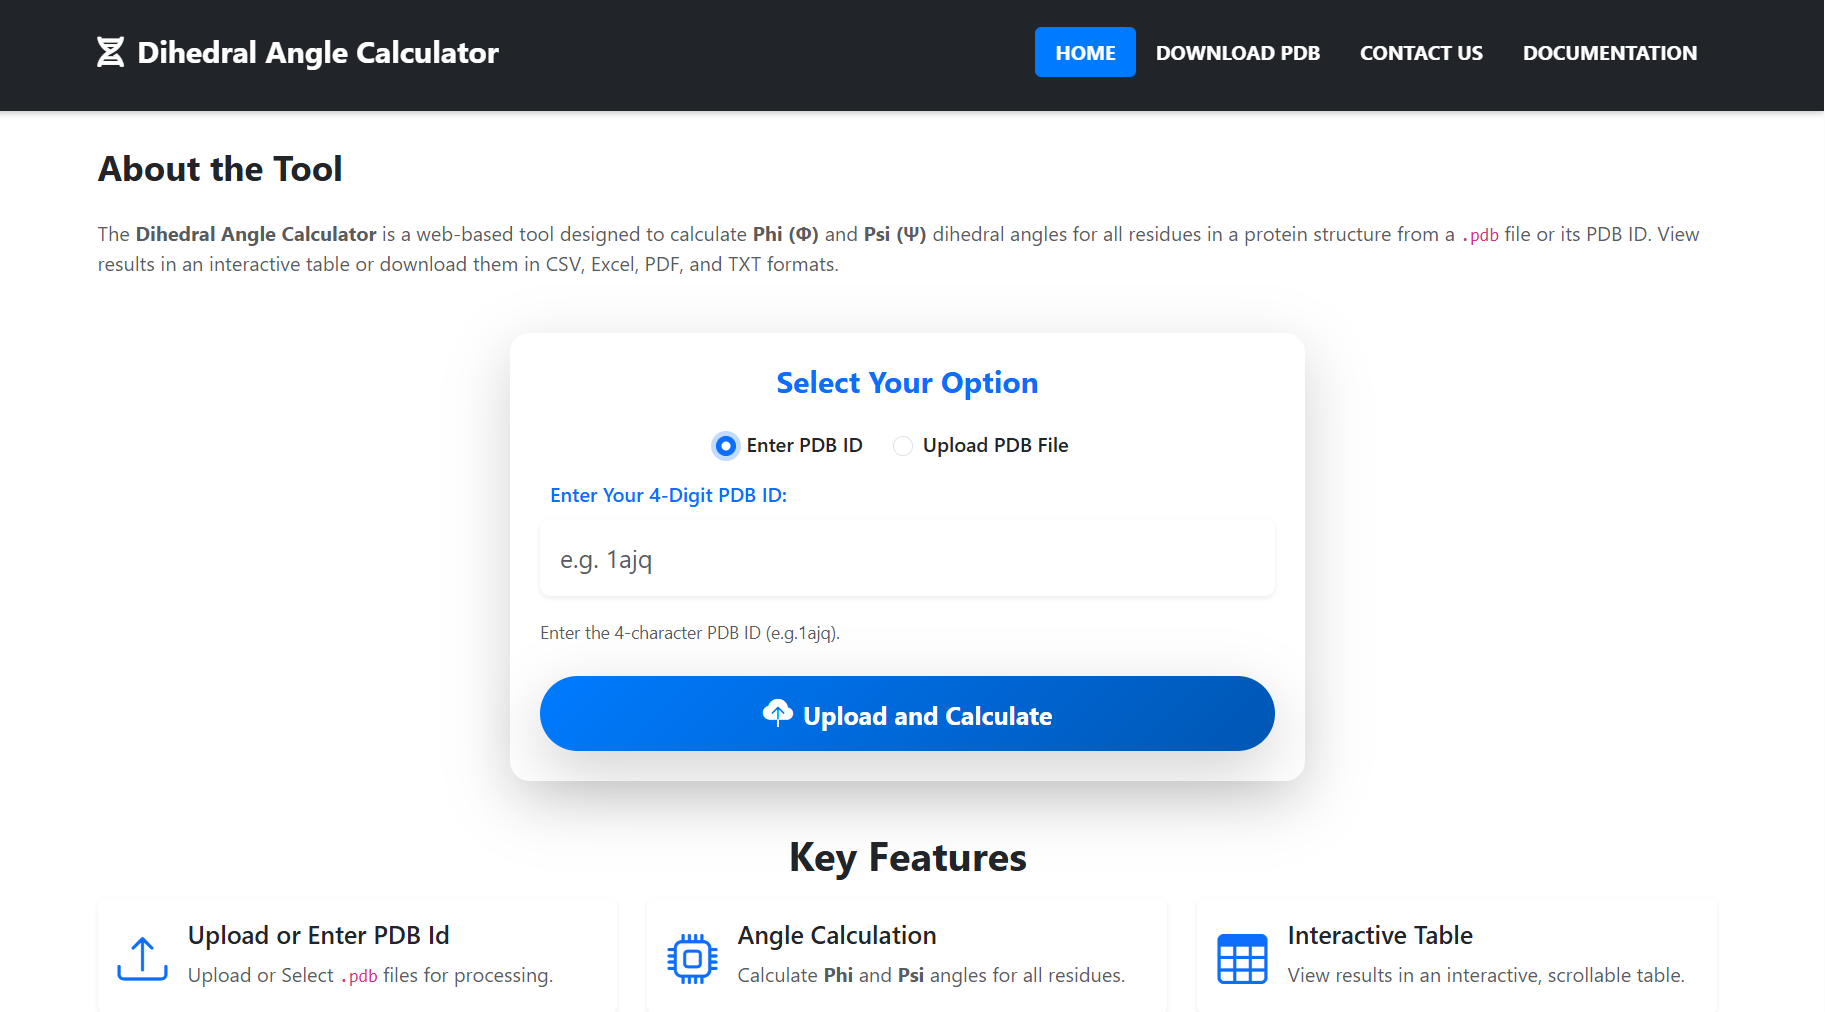 Dihedral Angle Calculator
HOME
DOWNLOAD PDB
CONTACT US
DOCUMENTATION
About the Tool
The Dihedral Angle Calculator is a web-based tool designed to calculate Phi (Φ) and Psi (Ψ) dihedral angles for all residues in a protein structure from a .pdb file or its PDB ID. View
results in an interactive table or download them in CSV, Excel, PDF, and TXT formats.
Select Your Option
Enter PDB ID
Upload PDB File
Enter Your 4-Digit PDB ID:
e.g. 1ajq
Enter the 4-character PDB ID (e.g.1ajq).
Upload and Calculate
Key Features
Upload or Enter PDB Id
Upload or Select .pdb files for processing.
Angle Calculation
Calculate Phi and Psi angles for all residues.
Interactive Table
View results in an interactive, scrollable table.